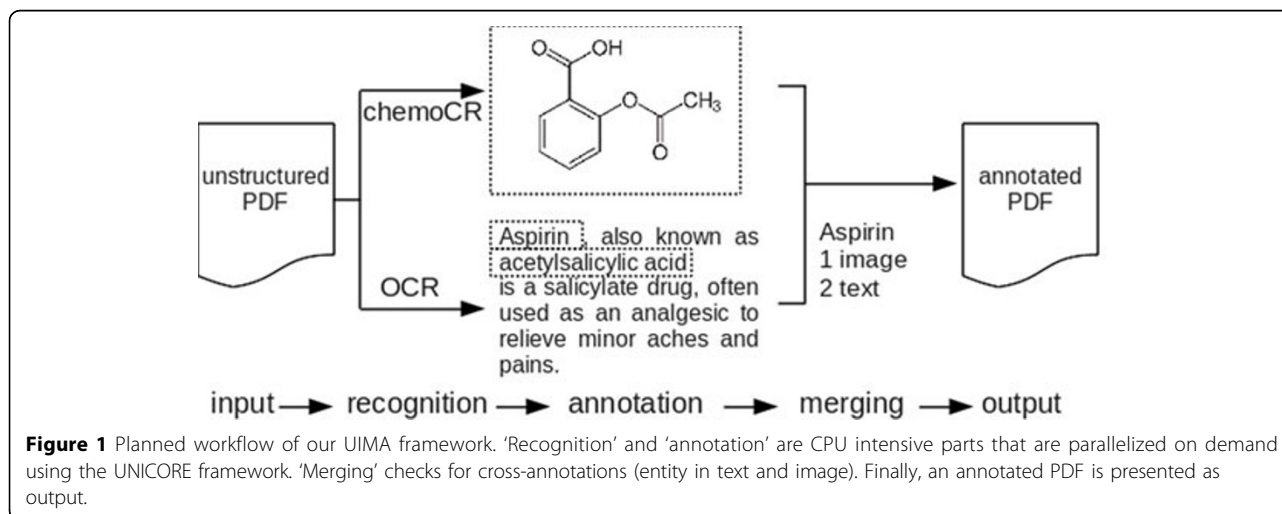 unstructured
PDF
chemoCR
OCR
O
OH
O
CH3
O
Aspirin , also known as
acetylsalicylic acid
is a salicylate drug, often
used as an analgesic to
relieve minor aches and
pains.
Aspirin
1 image
2 text
annotated
PDF
input → recognition → annotation → merging → output
Figure 1 Planned workflow of our UIMA framework. ‘Recognition’ and ‘annotation’ are CPU intensive parts that are parallelized on demand
using the UNICORE framework. ‘Merging’ checks for cross-annotations (entity in text and image). Finally, an annotated PDF is presented as
output.